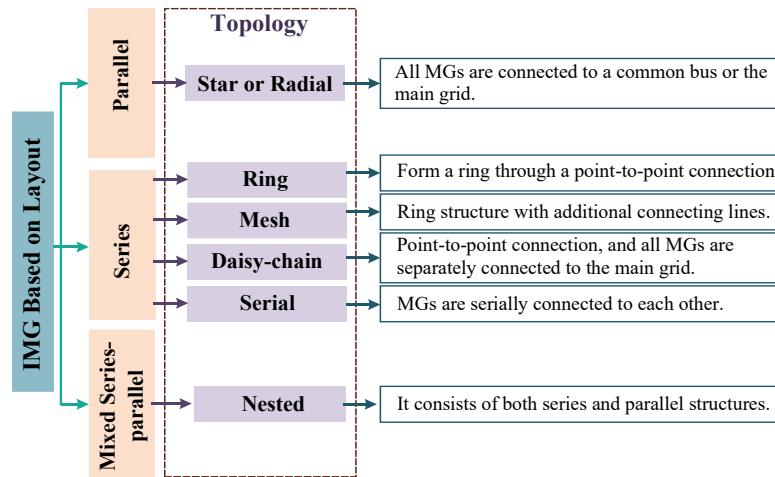 Topology
IMG Based on Layout
Parallel
Star or Radial
All MGs are connected to a common bus or the
main grid.
Series
Ring
Form a ring through a point-to-point connection
Mesh
Ring structure with additional connecting lines.
Daisy-chain
Point-to-point connection, and all MGs are
separately connected to the main grid.
Serial
MGs are serially connected to each other.
Mixed Series-
parallel
Nested
It consists of both series and parallel structures.